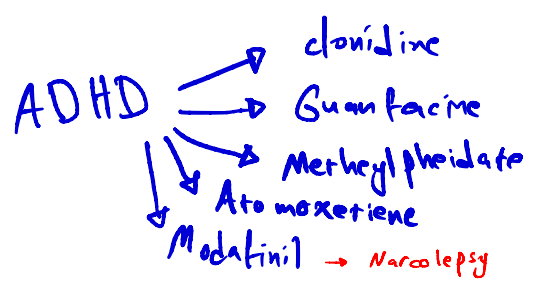 ADHD
clonidine
Guanfacine
Metheylpheidate
Atomoxetiene
Modafinil → Narcolepsy